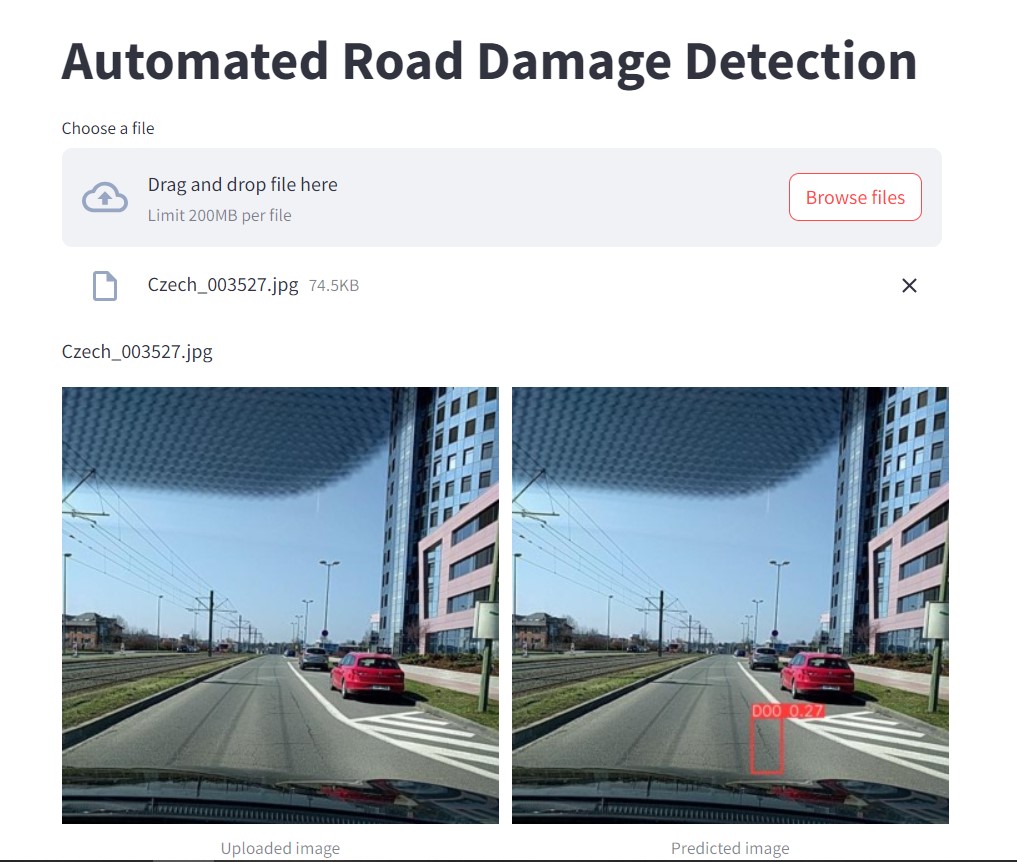 Automated Road Damage Detection
Choose a file
Drag and drop file here
Limit 200MB per file
Browse files
Czech_003527.jpg 74.5KB
Czech_003527.jpg
D00 0.27
Uploaded image
Predicted image